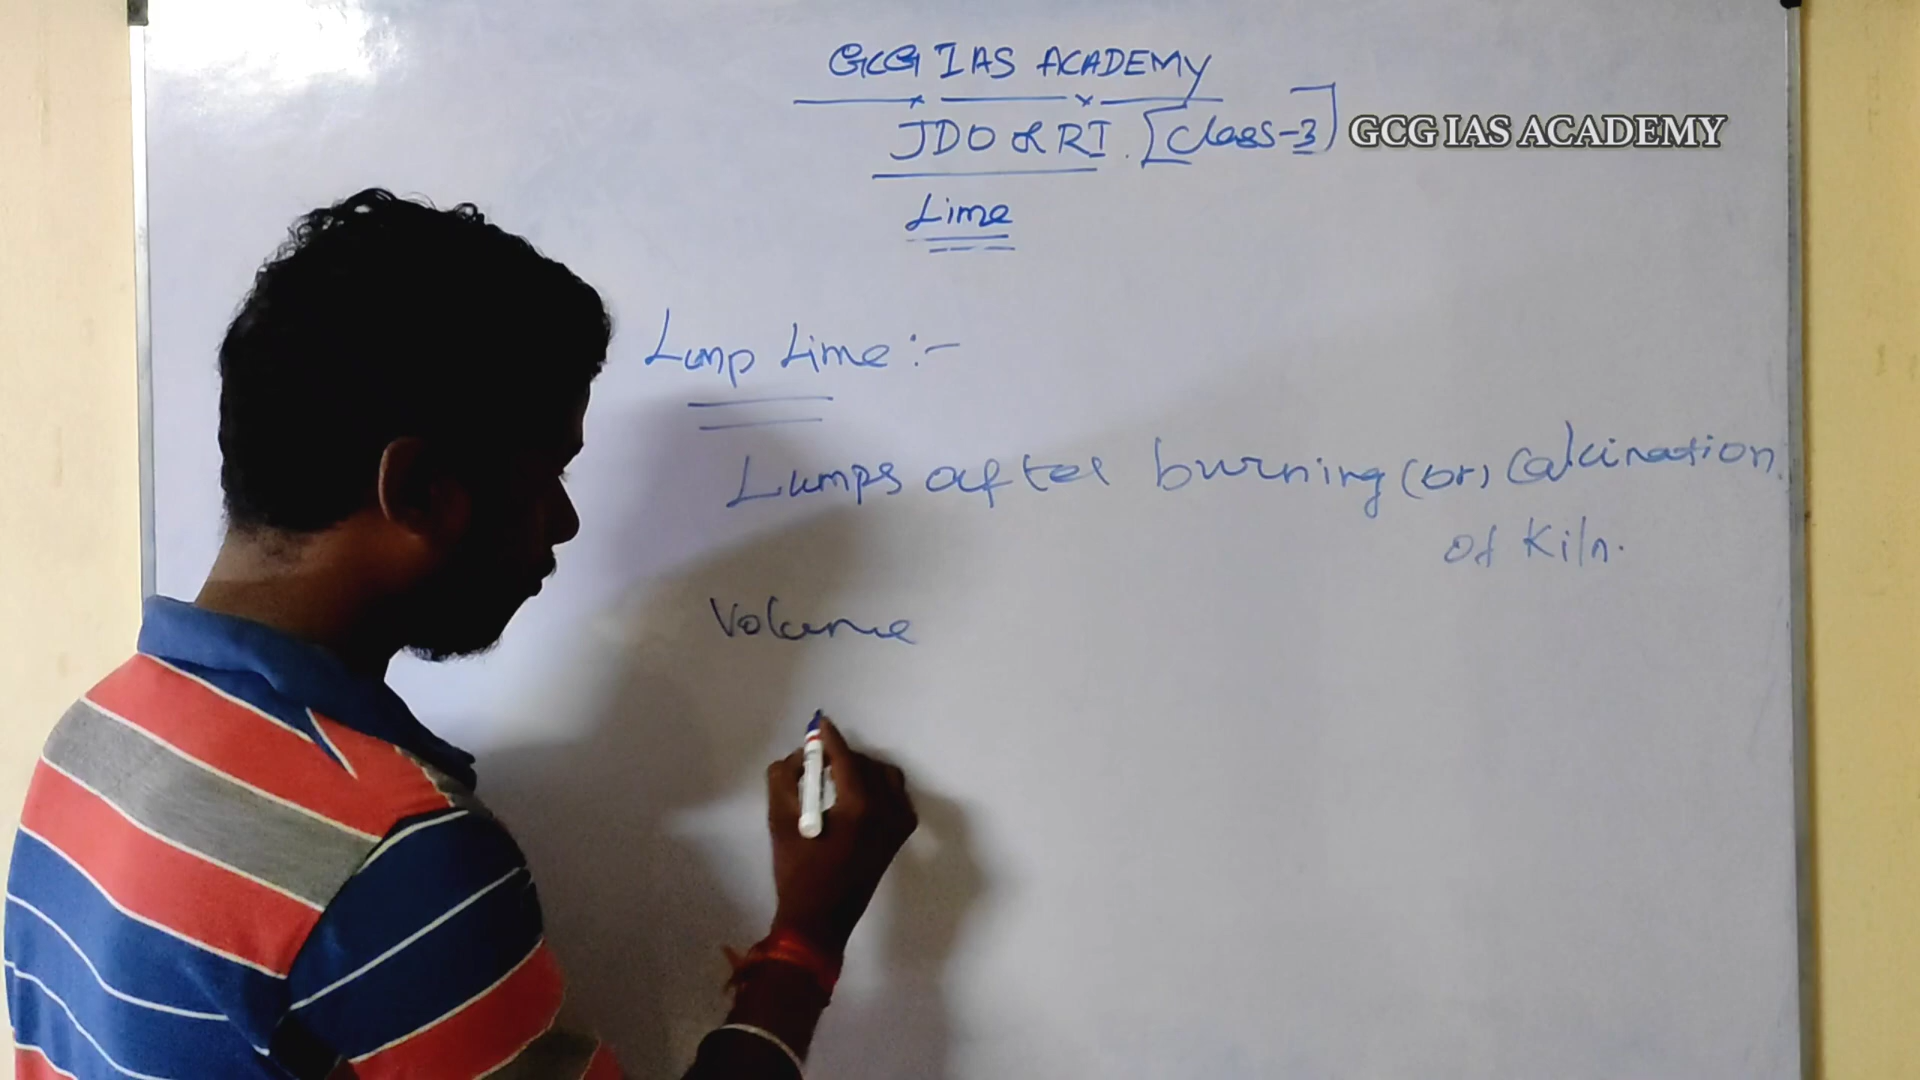 GCG IAS ACADEMY
JDO & RI [Class-3] GCG IAS ACADEMY
Lime
Lump Lime :-
Lumps after burning (or) Calcination
of Kiln.
Volume